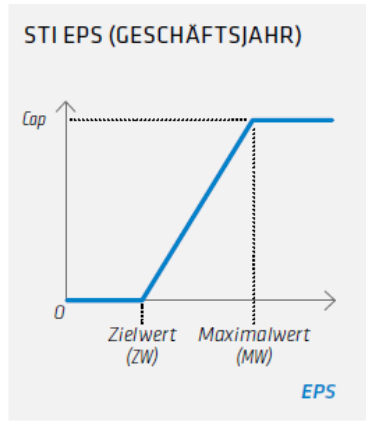 STI EPS (GESCHÄFTSJAHR)
Cap
0
Zielwert Maximalwert
(ZW) (MW)
EPS